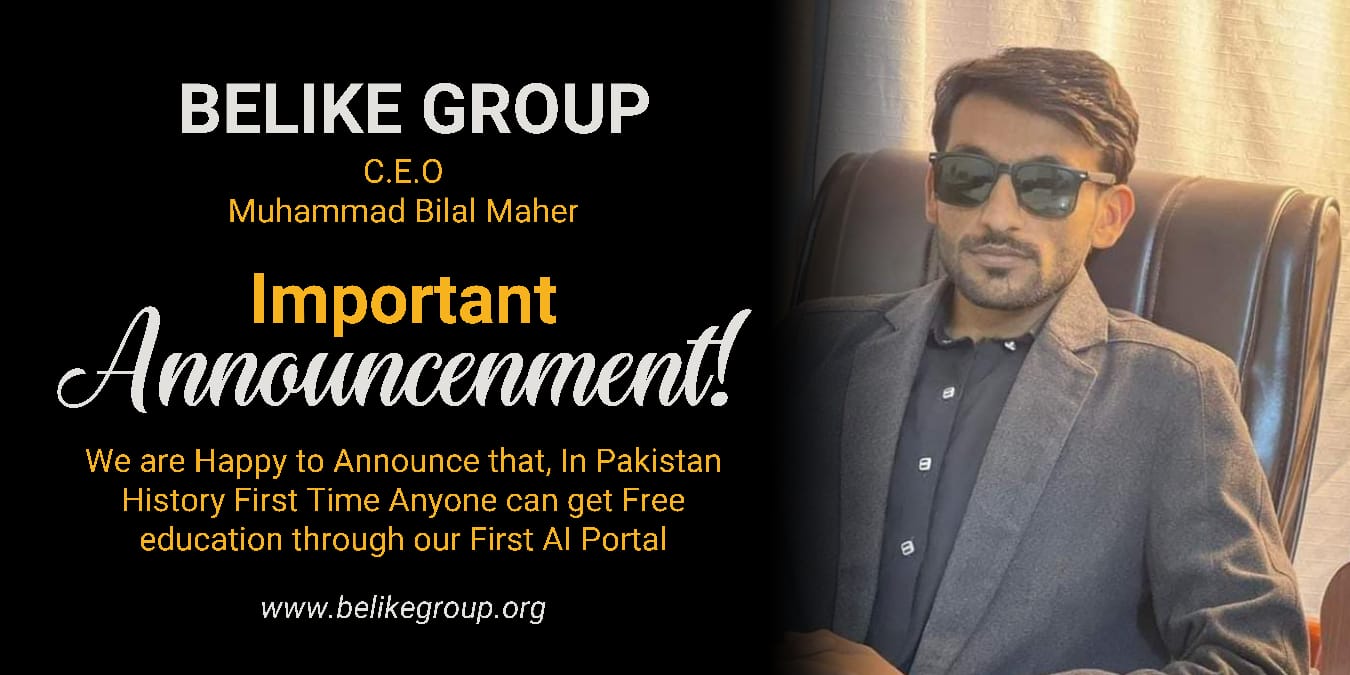 BELIKE GROUP
C.E.O
Muhammad Bilal Maher
Important
Announcenment!
We are Happy to Announce that, In Pakistan
History First Time Anyone can get Free
education through our First AI Portal
www.belikegroup.org